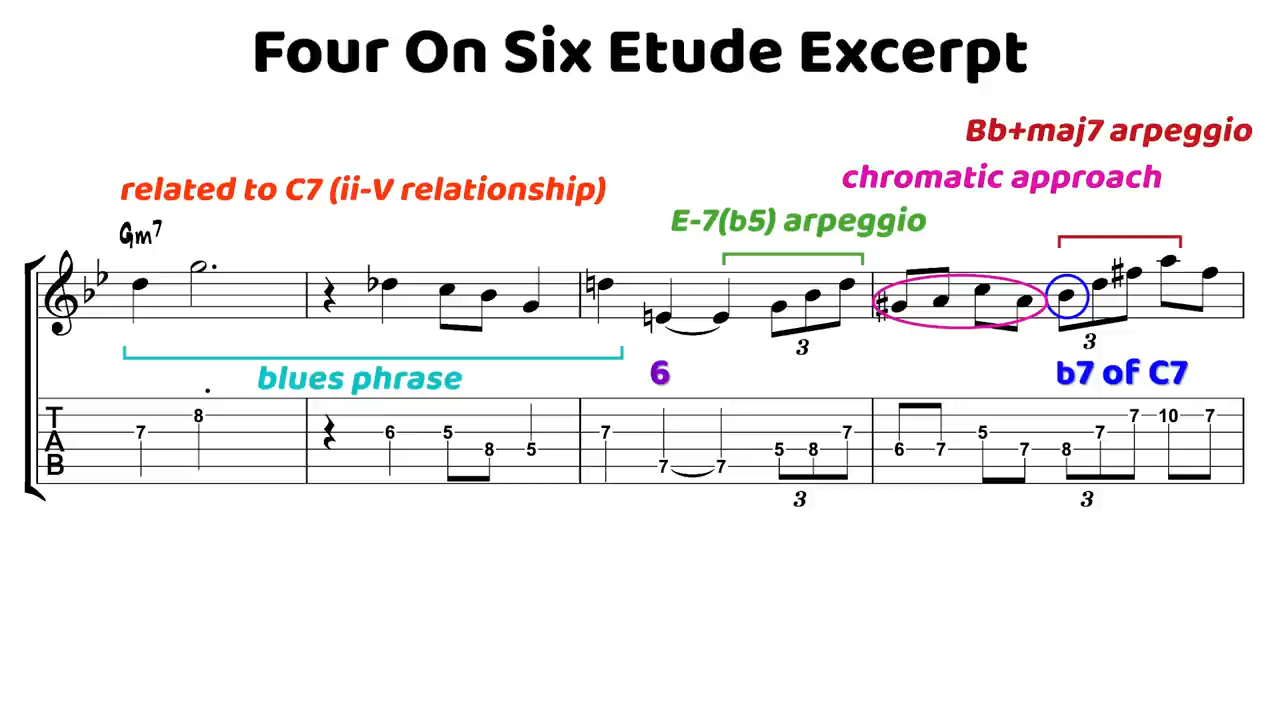 Four On Six Etude Excerpt
Bb+maj7 arpeggio
chromatic approach
related to C7 (ii-V relationship)
E-7(b5) arpeggio
Gm7
3
3
blues phrase
6
b7 of C7
T
A
B
7 8 6 5 8 5 7 7 7 5 8 7 6 7 5 7 8 7 7 10 7
3
3